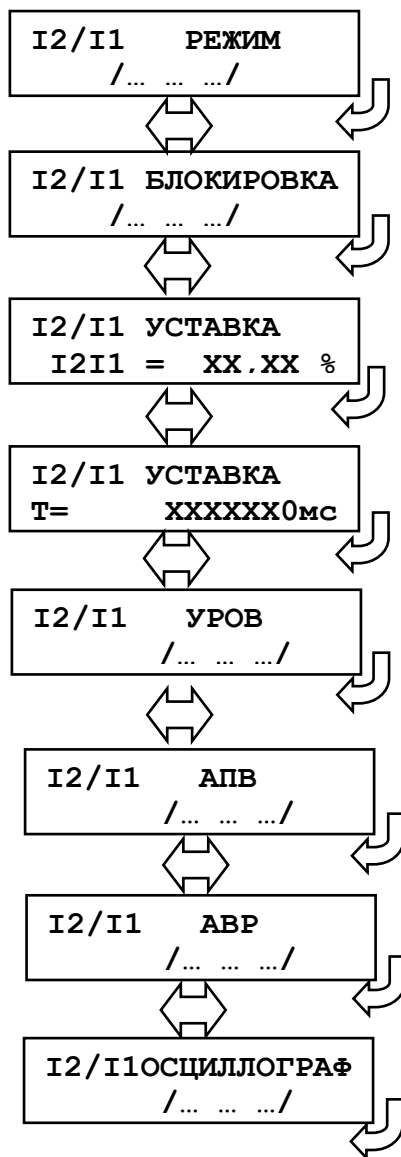 I2/I1 РЕЖИМ
/… … …/
I2/I1 БЛОКИРОВКА
/… … …/
I2/I1 УСТАВКА
I2I1 = XX,XX %
I2/I1 УСТАВКА
T= XXXXXX0мс
I2/I1 УРОВ
/… … …/
I2/I1 АПВ
/… … …/
I2/I1 АВР
/… … …/
I2/I1ОСЦИЛЛОГРАФ
/… … …/